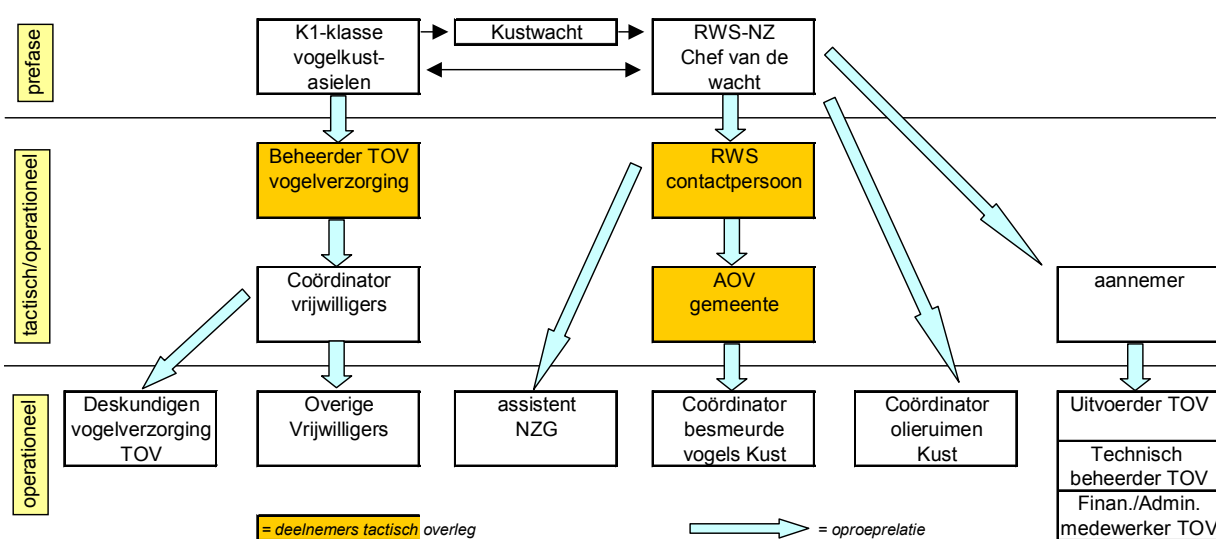 prefase
K1-klasse
vogelkust-
asielen
Kustwacht
RWS-NZ
Chef van de
wacht
tactisch/operationeel
Beheerder TOV
vogelverzorging
RWS
contactpersoon
Coördinator
vrijwilligers
AOV
gemeente
aannemer
operationeel
Deskundigen
vogelverzorging
TOV
Overige
Vrijwilligers
assistent
NZG
Coördinator
besmeurde
vogels Kust
Coördinator
olieruimen
Kust
Uitvoerder TOV
Technisch
beheerder TOV
Finan./Admin.
medewerker TOV
= deelnemers tactisch overleg
= oproeprelatie